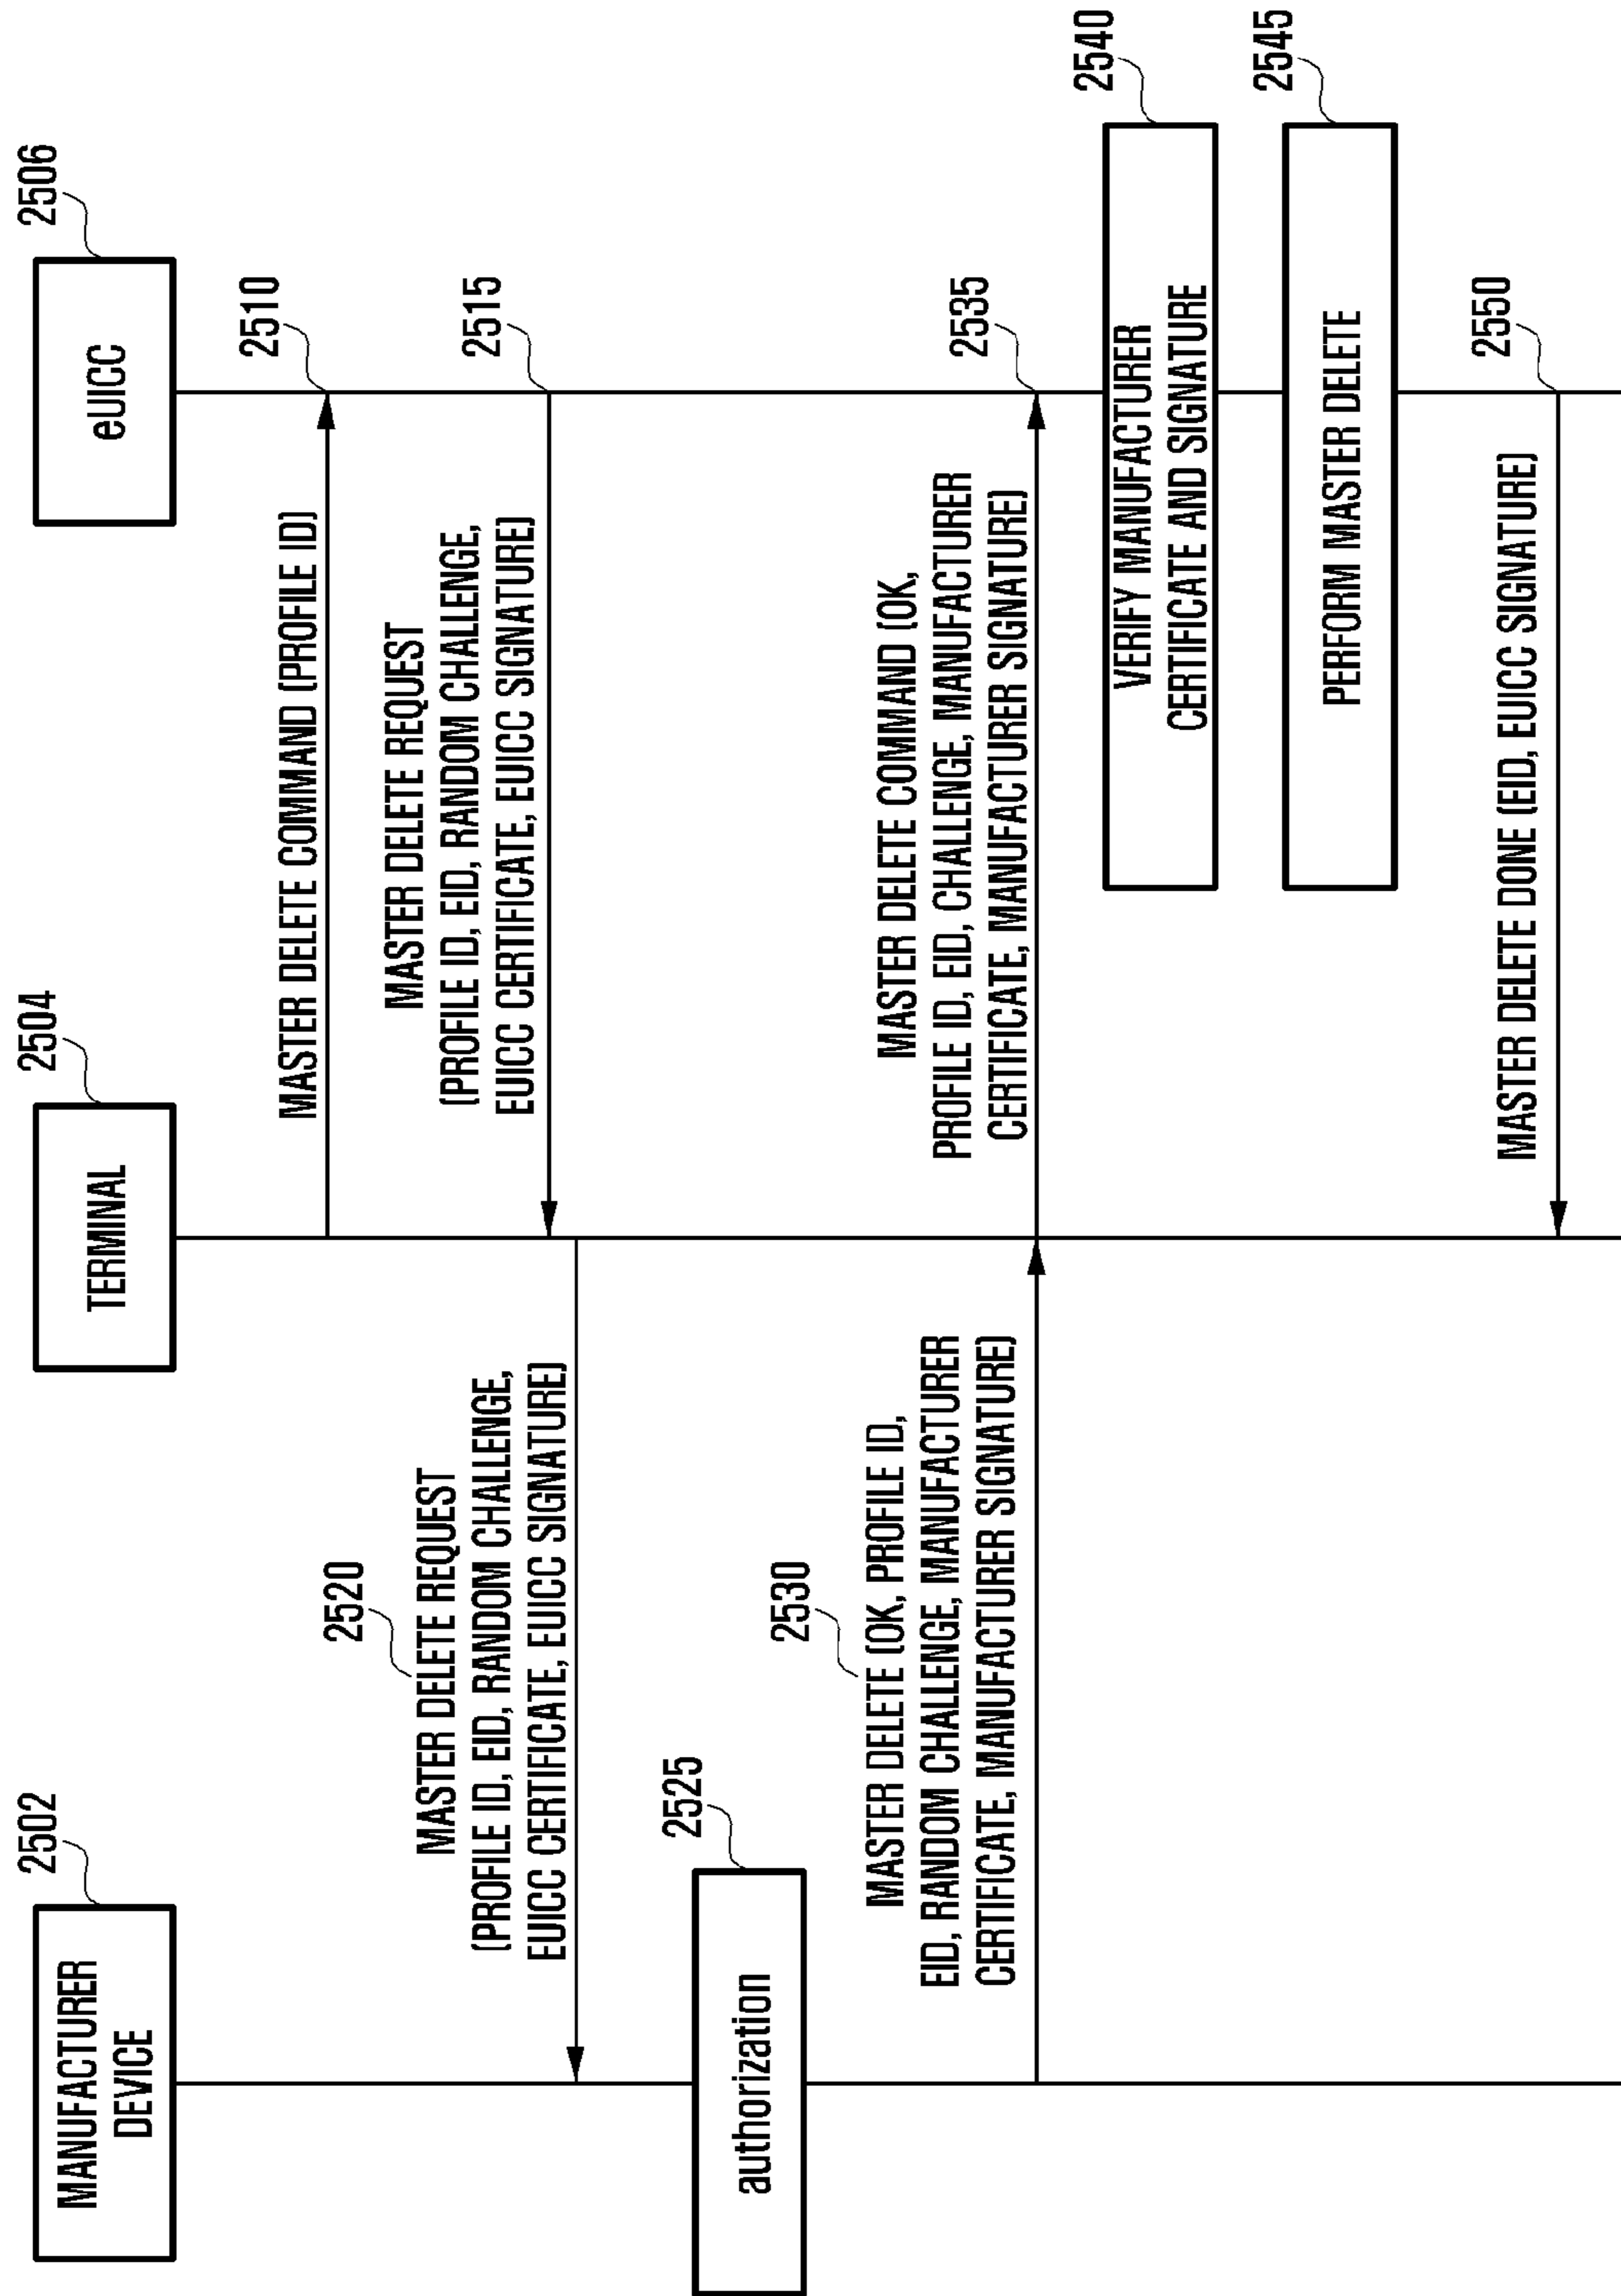 2502
MANUFACTURER
DEVICE
2504
TERMINAL
2506
eUICC
2510
MASTER DELETE COMMAND (PROFILE ID)
2515
MASTER DELETE REQUEST
(PROFILE ID, EID, RANDOM CHALLENGE,
EUICC CERTIFICATE, EUICC SIGNATURE)
2520
MASTER DELETE REQUEST
(PROFILE ID, EID, RANDOM CHALLENGE,
EUICC CERTIFICATE, EUICC SIGNATURE)
2525
authorization
2530
MASTER DELETE (OK, PROFILE ID,
EID, RANDOM CHALLENGE, MANUFACTURER
CERTIFICATE, MANUFACTURER SIGNATURE)
2535
MASTER DELETE COMMAND (OK,
PROFILE ID, EID, CHALLENGE, MANUFACTURER
CERTIFICATE, MANUFACTURER SIGNATURE)
2540
VERIFY MANUFACTURER
CERTIFICATE AND SIGNATURE
2545
PERFORM MASTER DELETE
2550
MASTER DELETE DONE (EID, EUICC SIGNATURE)